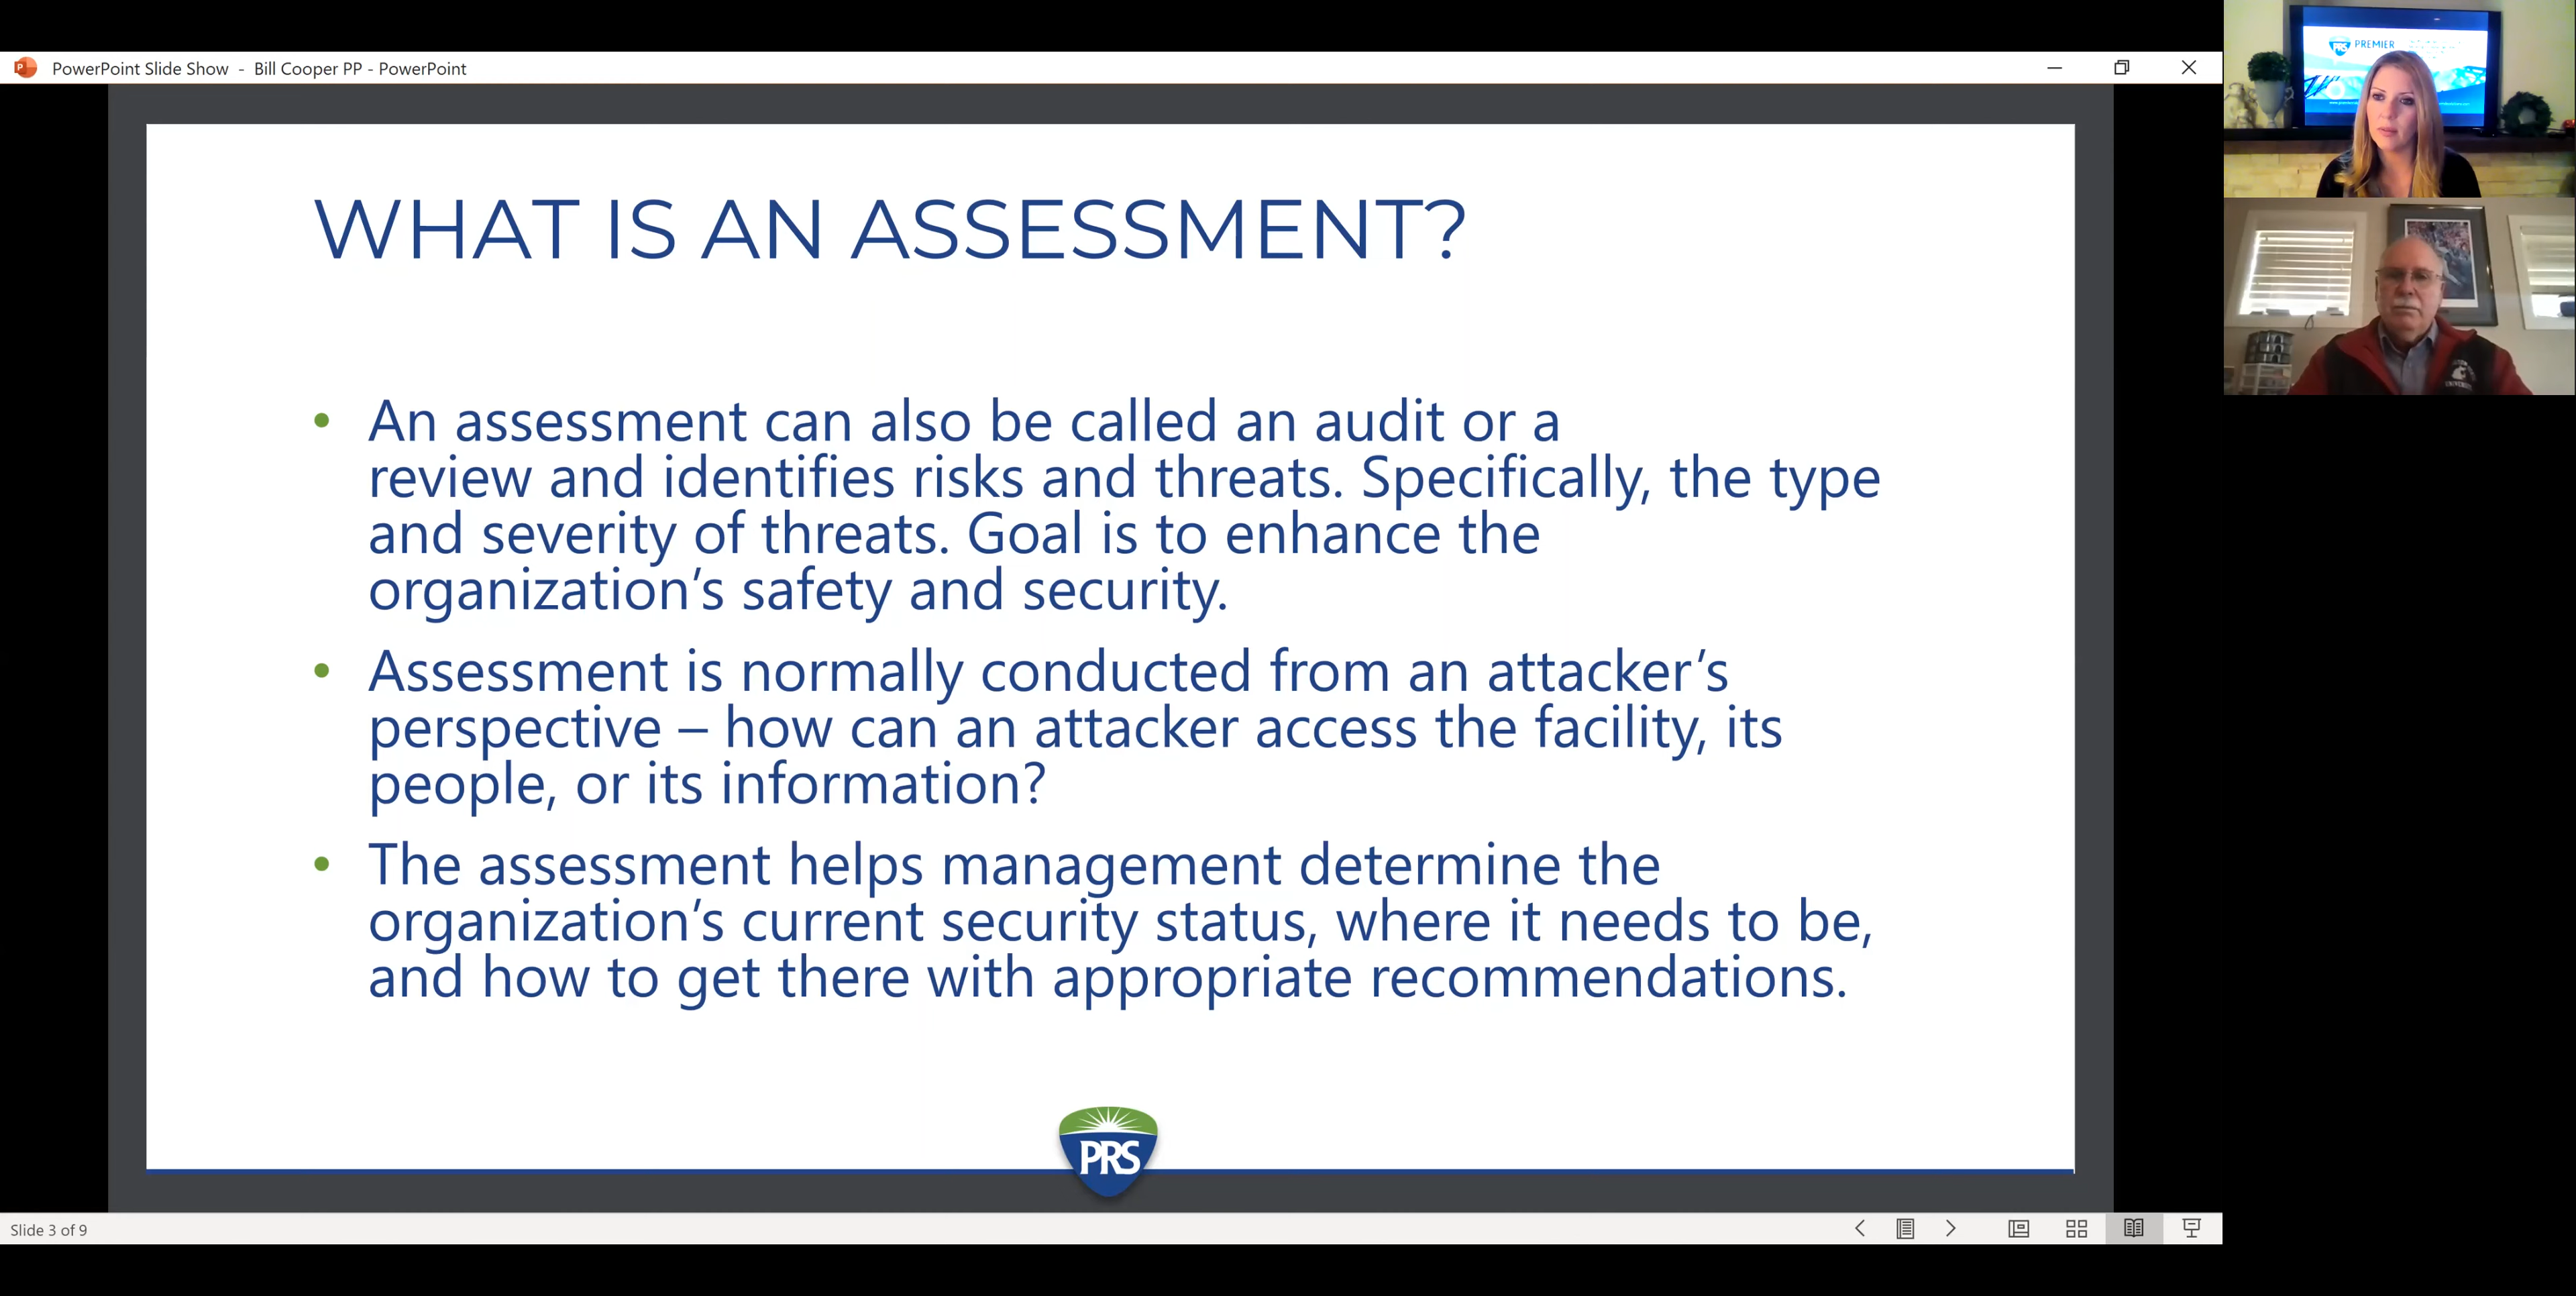 PowerPoint Slide Show - Bill Cooper PP - PowerPoint
PRS PREMIER
WHAT IS AN ASSESSMENT?
• An assessment can also be called an audit or a
review and identifies risks and threats. Specifically, the type
and severity of threats. Goal is to enhance the
organization’s safety and security.
• Assessment is normally conducted from an attacker’s
perspective – how can an attacker access the facility, its
people, or its information?
• The assessment helps management determine the
organization’s current security status, where it needs to be,
and how to get there with appropriate recommendations.
PRS
Slide 3 of 9